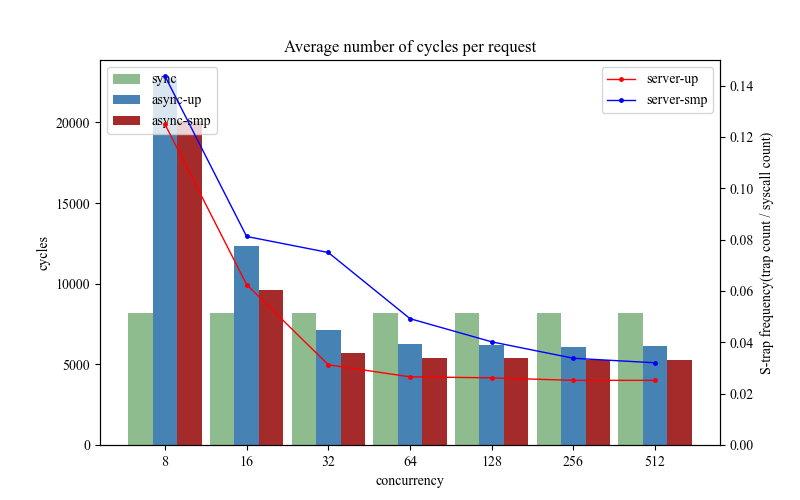 Average number of cycles per request
sync
async-up
async-smp
server-up
server-smp
cycles
20000
15000
10000
5000
0
0.14
0.12
0.10
0.08
0.06
0.04
0.02
0.00
S-trap frequency(trap count / syscall count)
8 16 32 64 128 256 512
concurrency